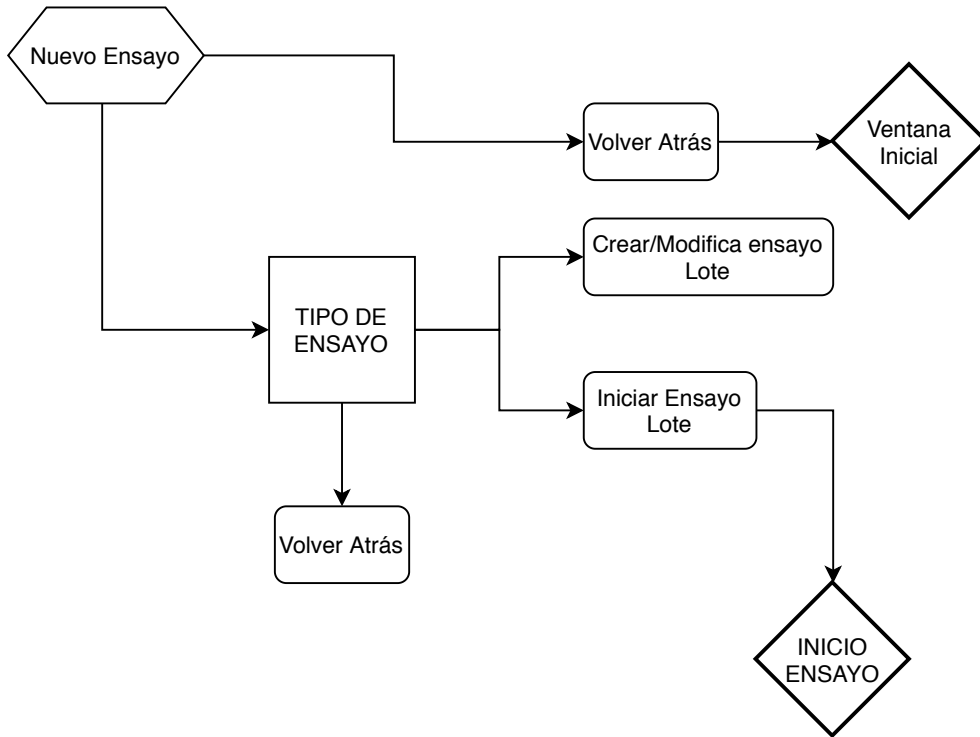 Nuevo Ensayo
Volver Atrás
Ventana
Inicial
Crear/Modifica ensayo
Lote
TIPO DE
ENSAYO
Iniciar Ensayo
Lote
Volver Atrás
INICIO
ENSAYO